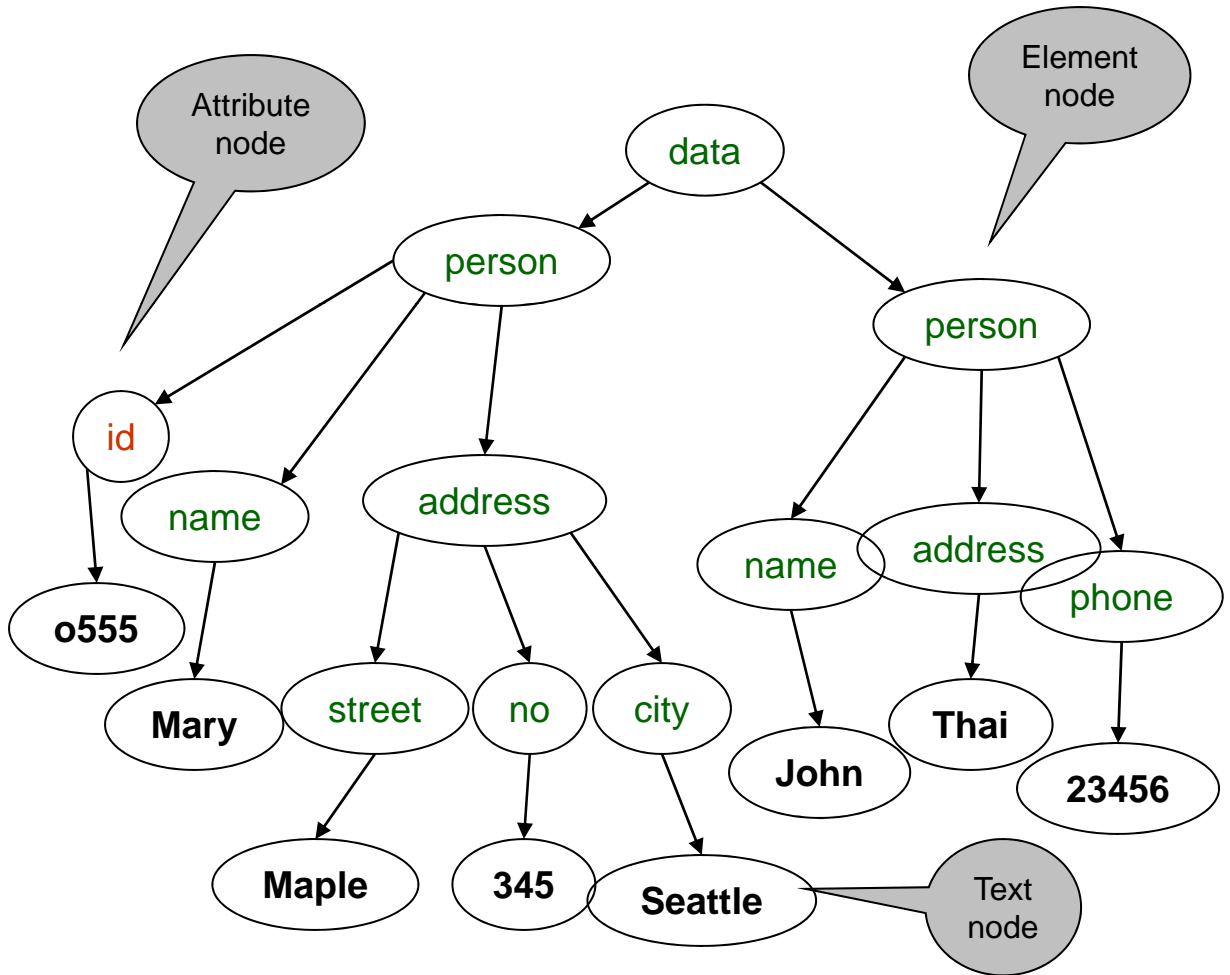 Element
node
Attribute
node
data
person
person
id
name
address
name
address
phone
o555
Mary
street
no
city
John
Thai
23456
Maple
345
Seattle
Text
node